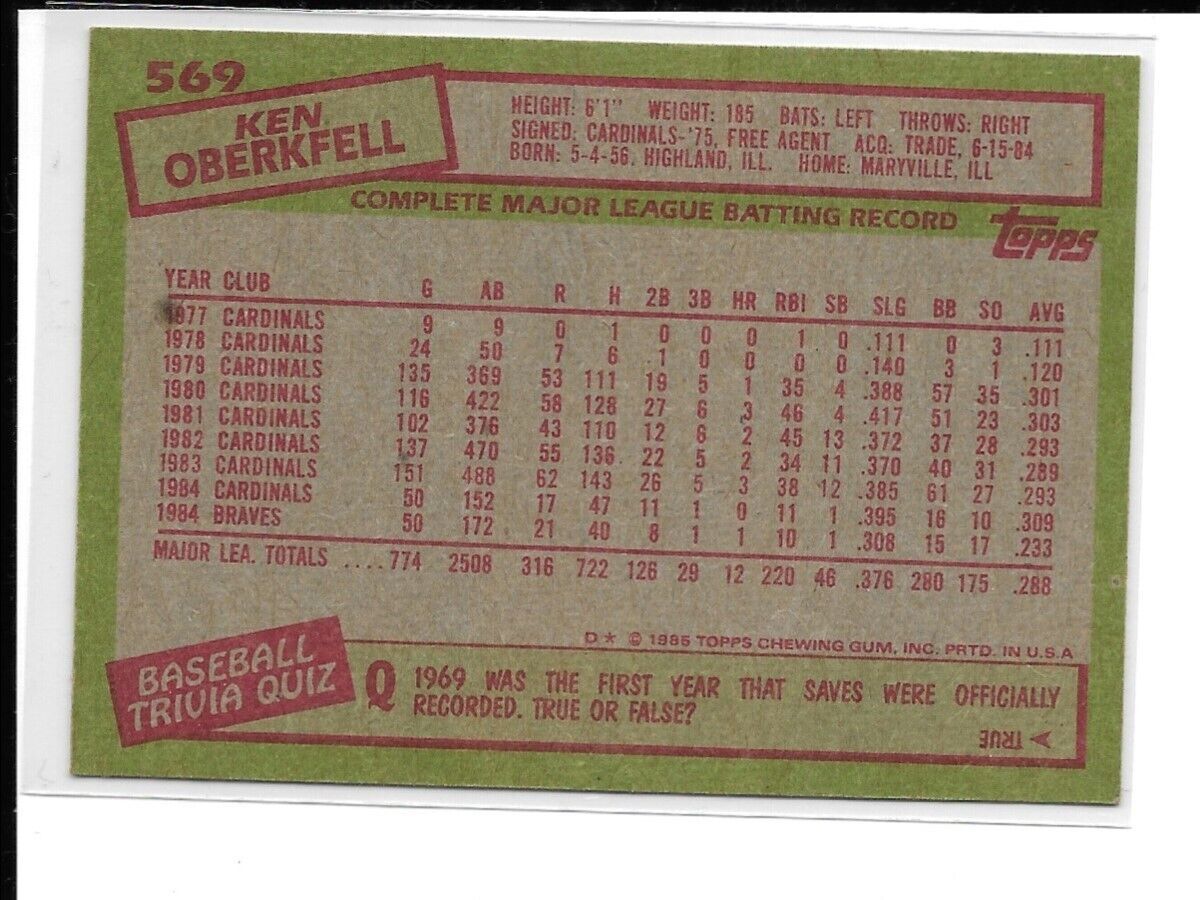 569
KEN
OBERKFELL
HEIGHT: 6'1" WEIGHT: 185 BATS: LEFT THROWS: RIGHT
SIGNED: CARDINALS-'75, FREE AGENT ACQ: TRADE, 6-15-84
BORN: 5-4-56, HIGHLAND, ILL. HOME: MARYVILLE, ILL
COMPLETE MAJOR LEAGUE BATTING RECORD
topps
YEAR CLUB G AB R H 2B 3B HR RBI SB SLG BB SO AVG
1977 CARDINALS 9 9 0 1 0 0 0 1 0 .111 0 3 .111
1978 CARDINALS 24 50 7 6 1 0 0 0 0 .140 3 1 .120
1979 CARDINALS 135 369 53 111 19 5 1 35 4 .388 57 35 .301
1980 CARDINALS 116 422 58 128 27 6 3 46 4 .417 51 23 .303
1981 CARDINALS 102 376 43 110 12 6 2 45 13 .372 37 28 .293
1982 CARDINALS 137 470 55 136 22 5 2 34 11 .370 40 31 .289
1983 CARDINALS 151 488 62 143 26 5 3 38 12 .385 61 27 .293
1984 CARDINALS 50 152 17 47 11 1 0 11 1 .395 16 10 .309
1984 BRAVES 50 172 21 40 8 1 1 10 1 .308 15 17 .233
MAJOR LEA. TOTALS ....774 2508 316 722 126 29 12 220 46 .376 280 175 .288
D* © 1985 TOPPS CHEWING GUM, INC. PRTD. IN U.S.A
BASEBALL
TRIVIA QUIZ
Q 1969 WAS THE FIRST YEAR THAT SAVES WERE OFFICIALLY
RECORDED. TRUE OR FALSE?
TRUE